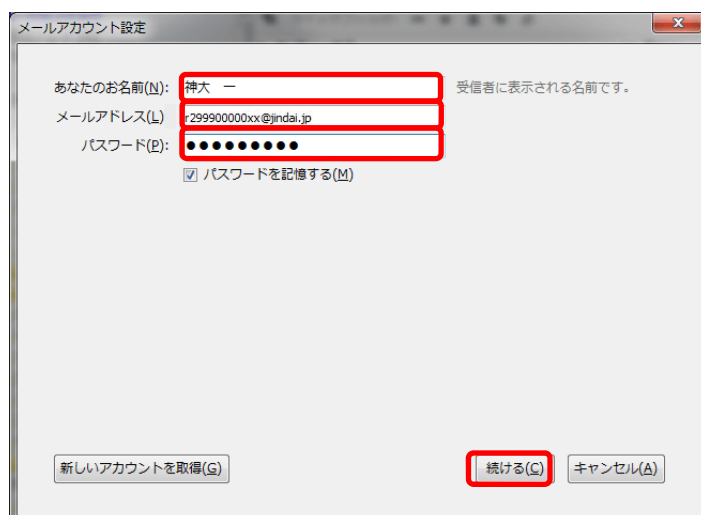 メールアカウント設定
あなたのお名前(N): 神大　一 受信者に表示される名前です。
メールアドレス(L) r299900000xx@jindai.jp
パスワード(P): ●●●●●●●●●
パスワードを記憶する(M)
新しいアカウントを取得(G) 続ける(C) キャンセル(A)